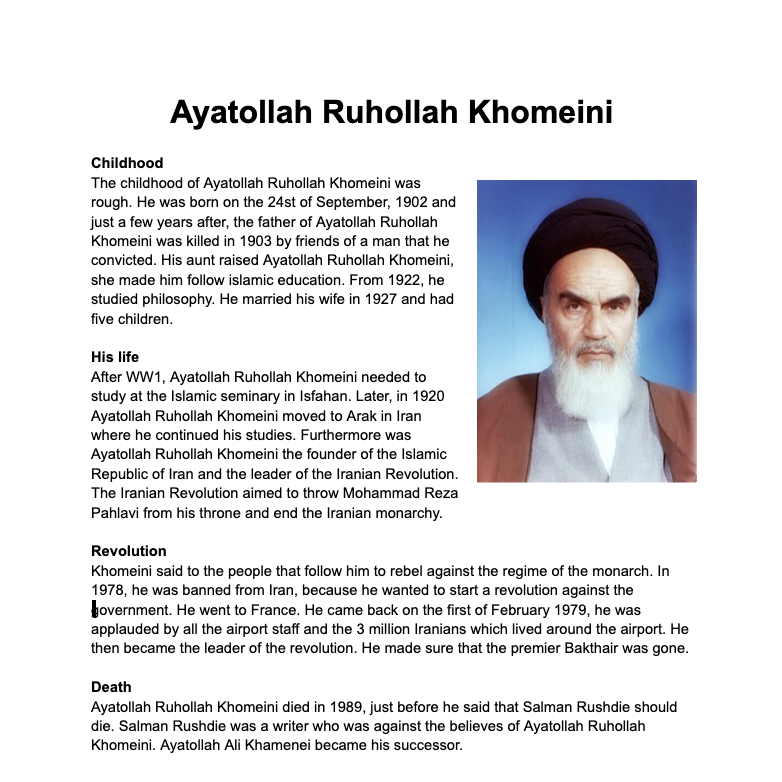 Ayatollah Ruhollah Khomeini
Childhood
The childhood of Ayatollah Ruhollah Khomeini was
rough. He was born on the 24st of September, 1902 and
just a few years after, the father of Ayatollah Ruhollah
Khomeini was killed in 1903 by friends of a man that he
convicted. His aunt raised Ayatollah Ruhollah Khomeini,
she made him follow islamic education. From 1922, he
studied philosophy. He married his wife in 1927 and had
five children.
His life
After WW1, Ayatollah Ruhollah Khomeini needed to
study at the Islamic seminary in Isfahan. Later, in 1920
Ayatollah Ruhollah Khomeini moved to Arak in Iran
where he continued his studies. Furthermore was
Ayatollah Ruhollah Khomeini the founder of the Islamic
Republic of Iran and the leader of the Iranian Revolution.
The Iranian Revolution aimed to throw Mohammad Reza
Pahlavi from his throne and end the Iranian monarchy.
Revolution
Khomeini said to the people that follow him to rebel against the regime of the monarch. In
1978, he was banned from Iran, because he wanted to start a revolution against the
government. He went to France. He came back on the first of February 1979, he was
applauded by all the airport staff and the 3 million Iranians which lived around the airport. He
then became the leader of the revolution. He made sure that the premier Bakthair was gone.
Death
Ayatollah Ruhollah Khomeini died in 1989, just before he said that Salman Rushdie should
die. Salman Rushdie was a writer who was against the believes of Ayatollah Ruhollah
Khomeini. Ayatollah Ali Khamenei became his successor.